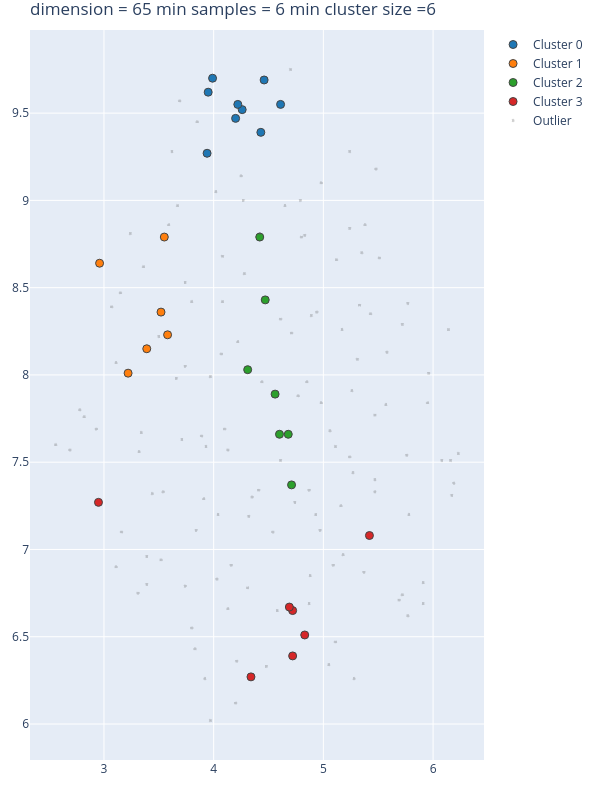 dimension = 65 min samples = 6 min cluster size =6
Cluster 0
Cluster 1
Cluster 2
Cluster 3
Outlier
9.5
9
8.5
8
7.5
7
6.5
6
3
4
5
6